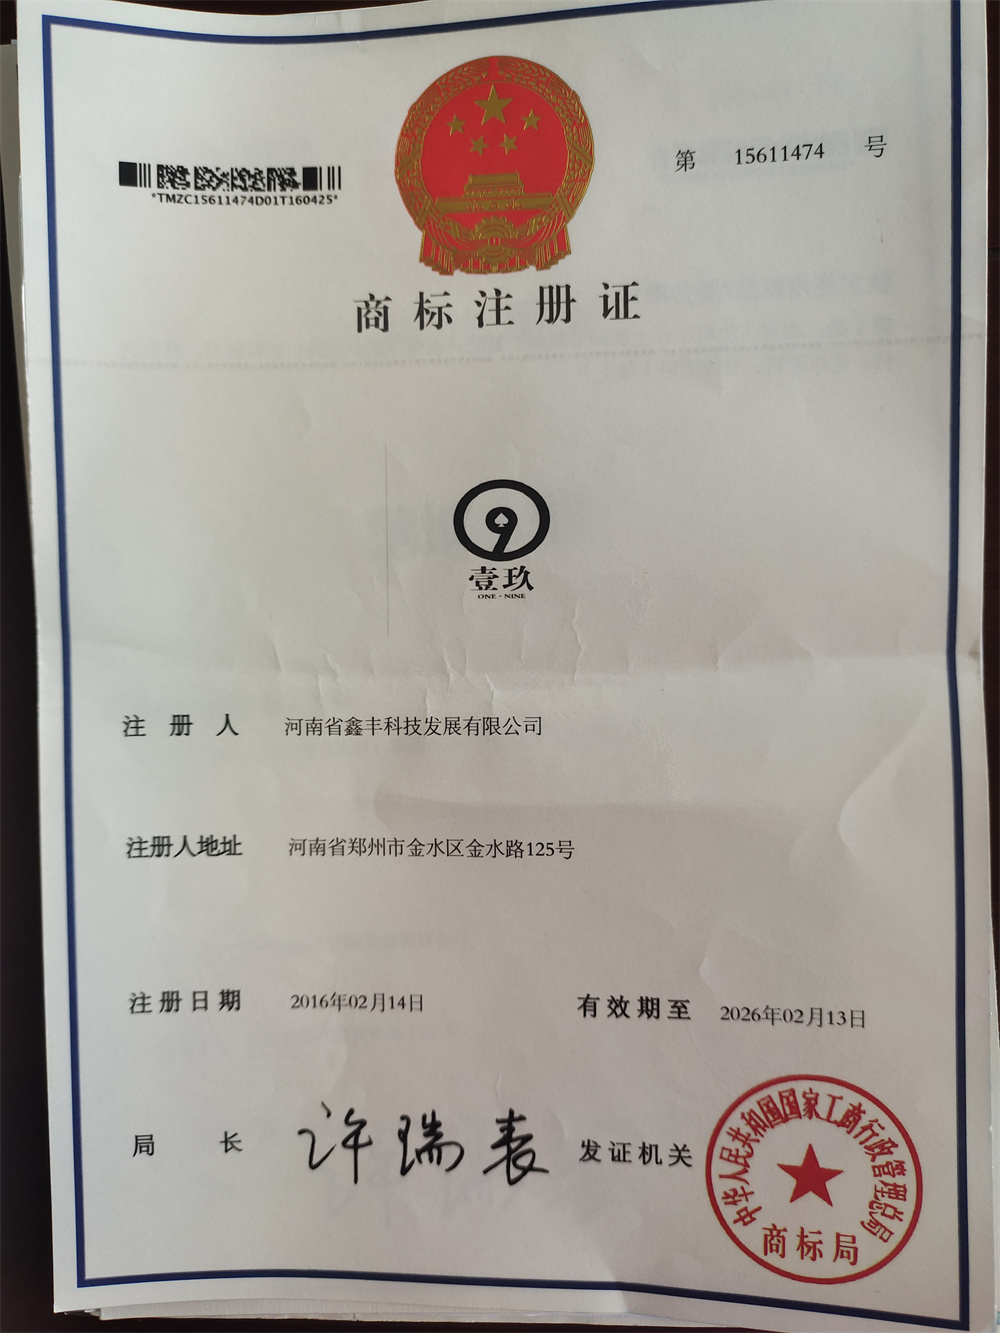 第 15611474 号
*TMZC15611474D01T160425*
商标注册证
9
壹玖
ONE·NINE
注册人 河南省鑫丰科技发展有限公司
注册人地址 河南省郑州市金水区金水路125号
注册日期 2016年02月14日 有效期至 2026年02月13日
局长 许瑞表 发证机关
中华人民共和国国家工商行政管理总局
商标局